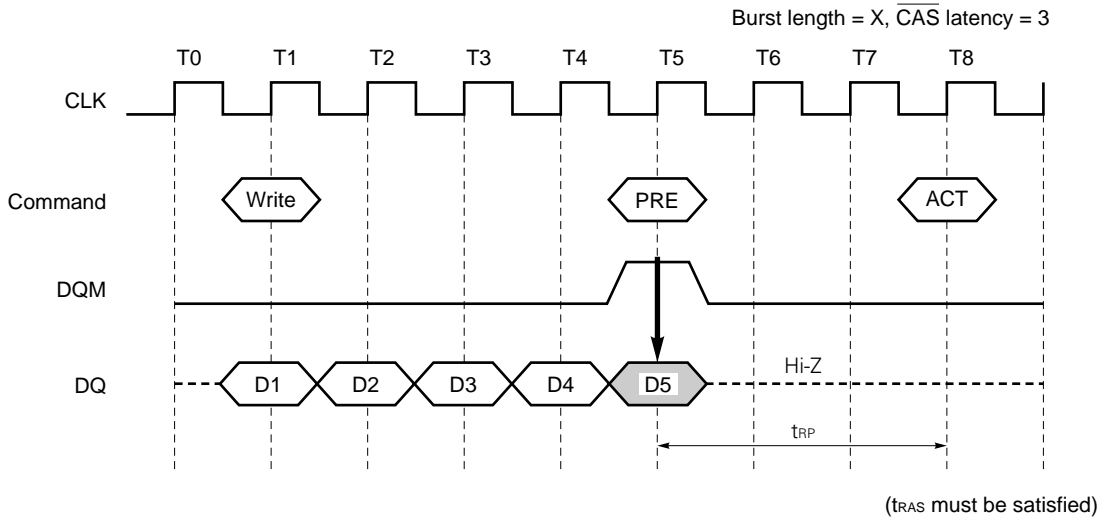 Burst length = X, CAS latency = 3
T0 T1 T2 T3 T4 T5 T6 T7 T8
CLK
Command Write PRE ACT
DQM
DQ D1 D2 D3 D4 D5 Hi-Z
tRP
(tRAS must be satisfied)